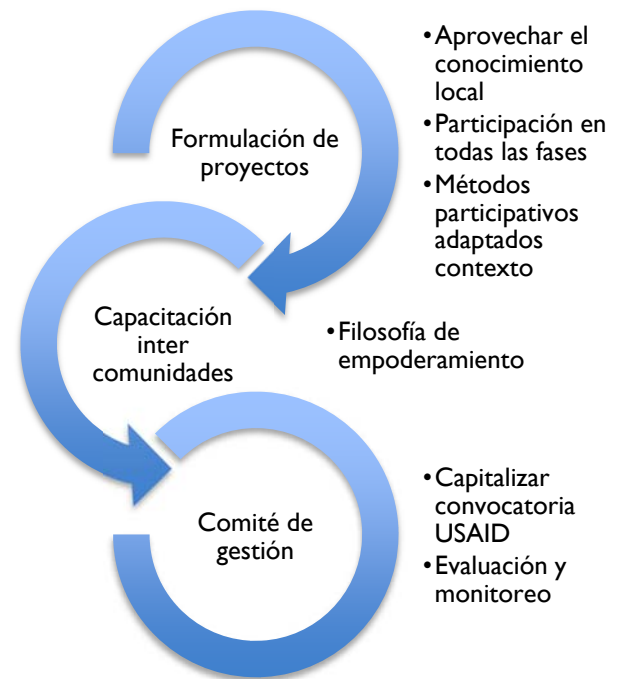 Formulación de
proyectos
•Aprovechar el
conocimiento
local
•Participación en
todas las fases
•Métodos
participativos
adaptados
contexto
Capacitación
inter
comunidades
•Filosofía de
empoderamiento
Comité de
gestión
•Capitalizar
convocatoria
USAID
•Evaluación y
monitoreo